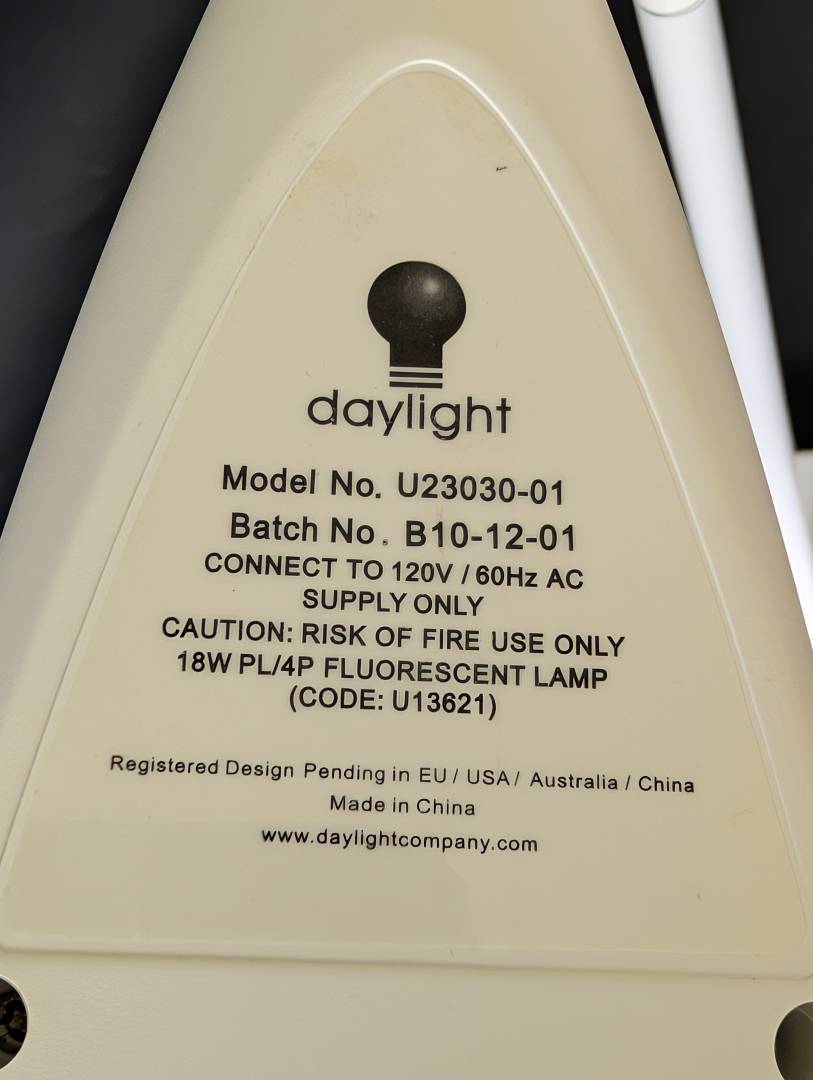 daylight
Model No. U23030-01
Batch No. B10-12-01
CONNECT TO 120V / 60Hz AC
SUPPLY ONLY
CAUTION: RISK OF FIRE USE ONLY
18W PL/4P FLUORESCENT LAMP
(CODE: U13621)
Registered Design Pending in EU / USA / Australia / China
Made in China
www.daylightcompany.com